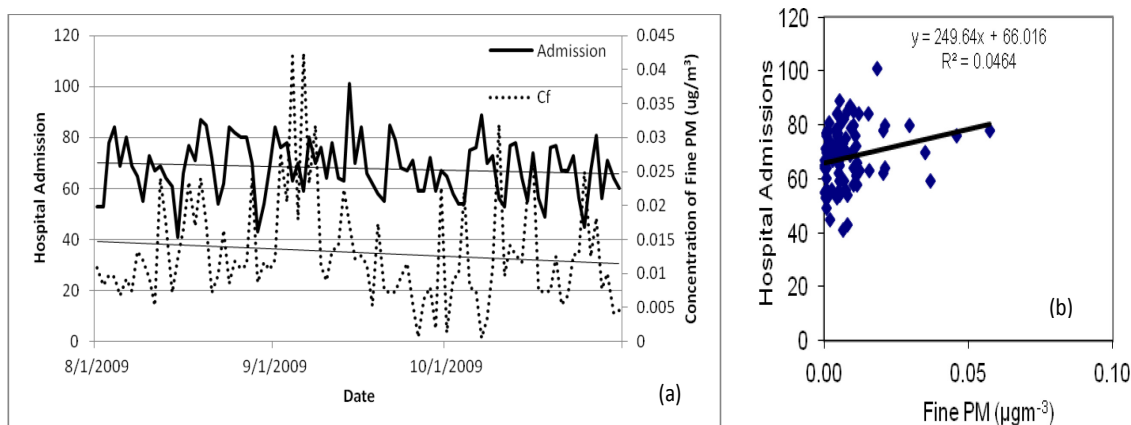 120
100
80
60
40
20
0
Hospital Admission
Admission
Cf
0.045
0.04
0.035
0.03
0.025
0.02
0.015
0.01
0.005
0
Concentration of Fine PM (ug/m³)
8/1/2009
9/1/2009
10/1/2009
Date
(a)
(b)
120
100
80
60
40
20
0
Hospital Admissions
y = 249.64x + 66.016
R² = 0.0464
(b)
0.00
0.05
0.10
Fine PM (µgm⁻³)